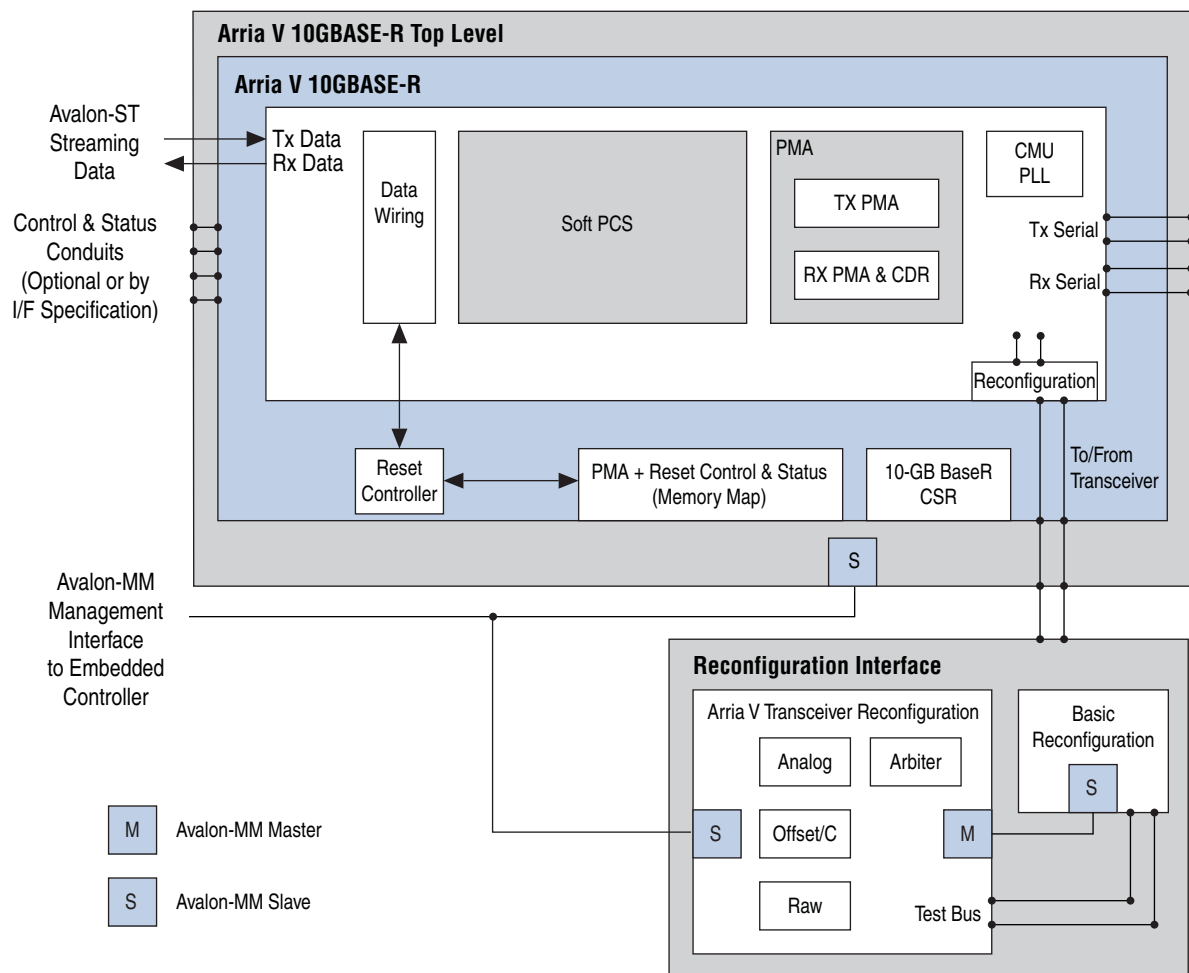 Arria V 10GBASE-R Top Level
Arria V 10GBASE-R
Avalon-ST
Streaming
Data
Tx Data
Rx Data
Data
Wiring
Soft PCS
PMA
TX PMA
RX PMA & CDR
CMU
PLL
Tx Serial
Rx Serial
Control & Status
Conduits
(Optional or by
I/F Specification)
Reconfiguration
Reset
Controller
PMA + Reset Control & Status
(Memory Map)
10-GB BaseR
CSR
To/From
Transceiver
S
Avalon-MM
Management
Interface
to Embedded
Controller
Reconfiguration Interface
Arria V Transceiver Reconfiguration
Analog
Arbiter
S
Offset/C
M
Raw
Test Bus
Basic
Reconfiguration
S
M
Avalon-MM Master
S
Avalon-MM Slave